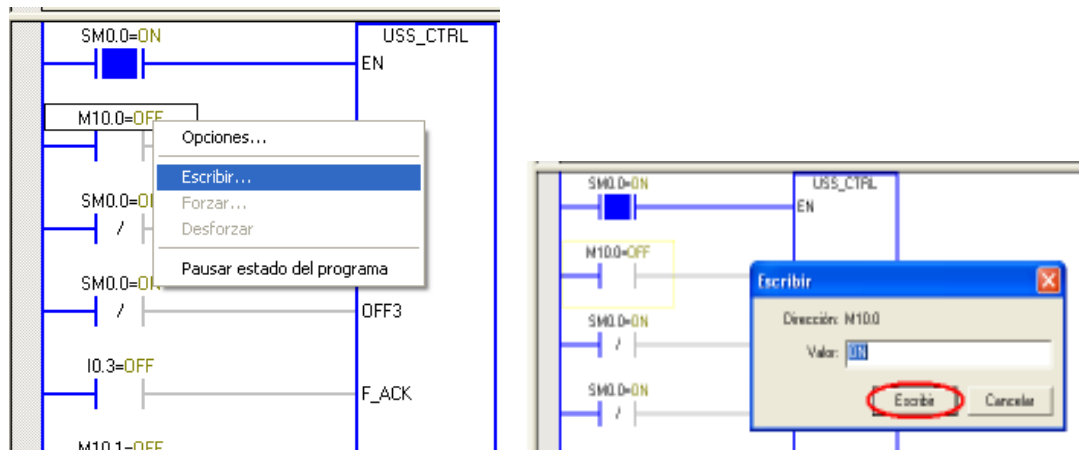 SM0.0=ON
USS_CTRL
EN
M10.0=OFF
Opciones...
Escribir...
SM0.0=
Forzar...
/
Desforzar
Pausar estado del programa
SM0.0=
/
OFF3
I0.3=OFF
F_ACK
M10.1=OFF
SM0.0=ON
USS_CTRL
EN
M10.0=OFF
Escribir
Dirección: M10.0
SM0.0=ON
/
Valor: ON
Escribir
Cancelar
SM0.0=ON
/